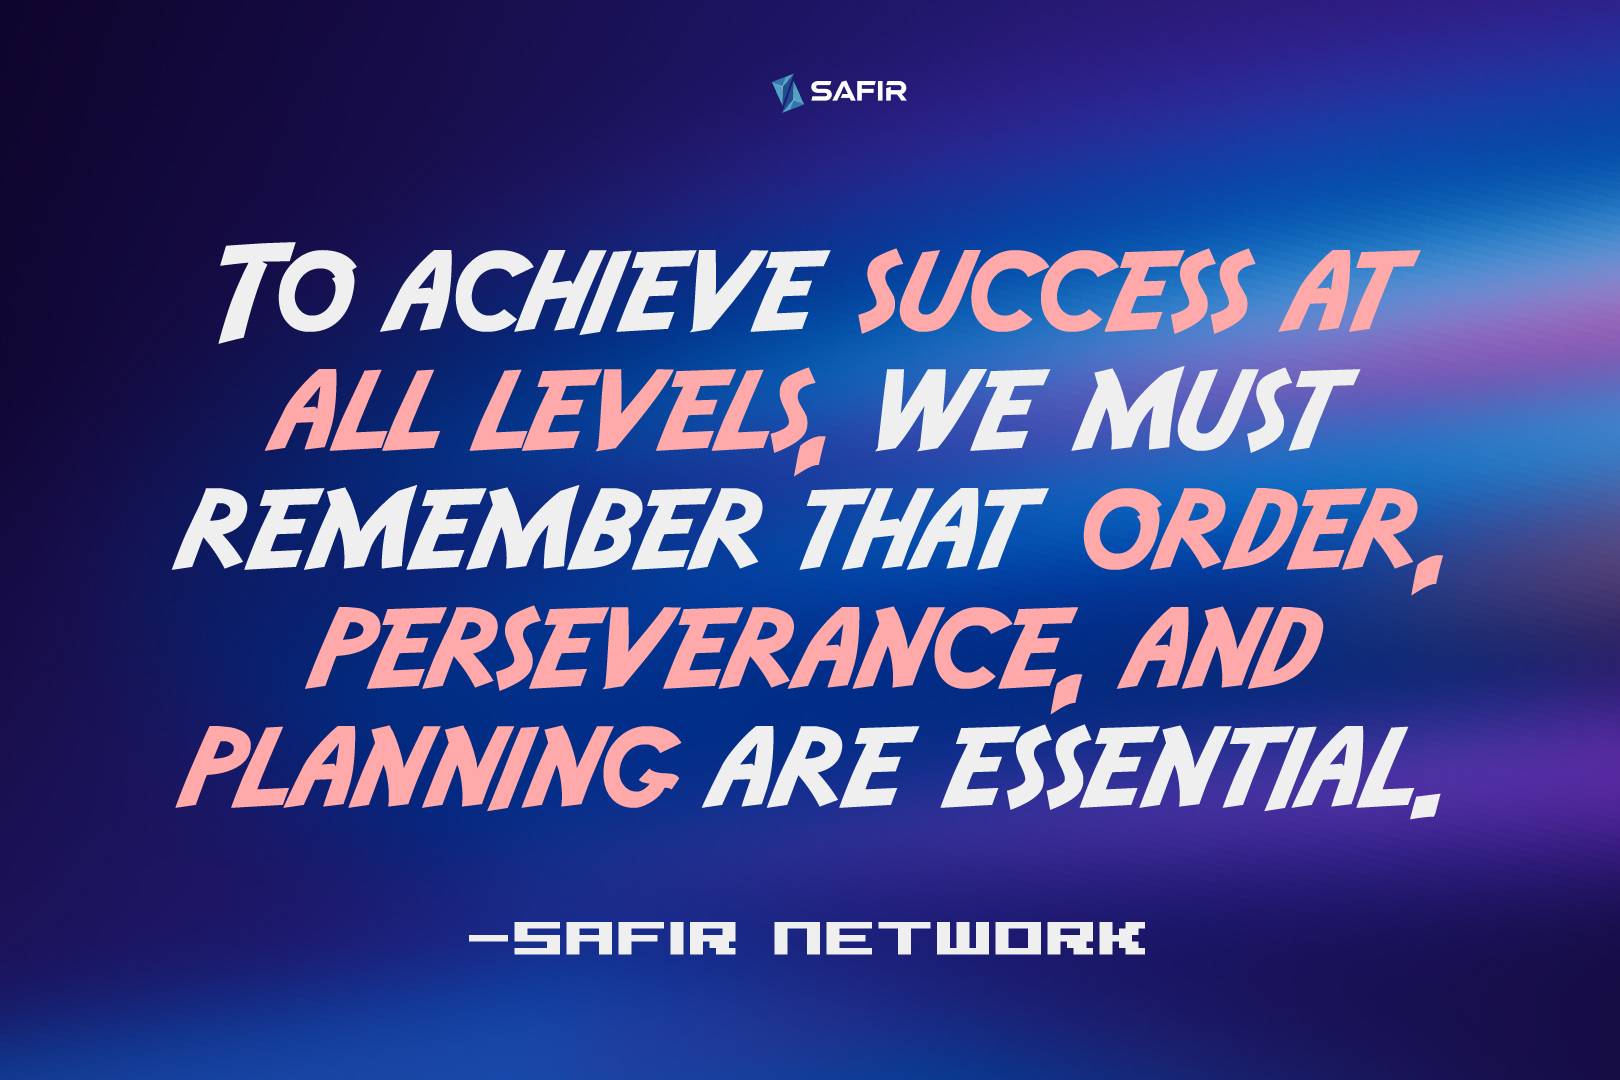 SAFIR
To achieve success at
all levels, we must
remember that order,
perseverance, and
planning are essential.
-SAFIR NETWORK